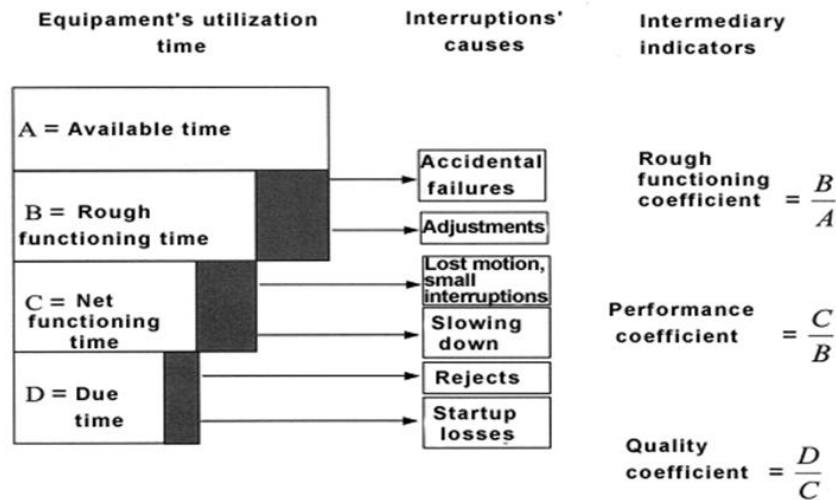 Equipament's utilization
time
Interruptions'
causes
Intermediary
indicators
A = Available time
B = Rough
functioning time
C = Net
functioning
time
D = Due
time
Accidental
failures
Adjustments
Lost motion,
small
interruptions
Slowing
down
Rejects
Startup
losses
Rough
functioning
coefficient = B/A
Performance
coefficient = C/B
Quality
coefficient = D/C